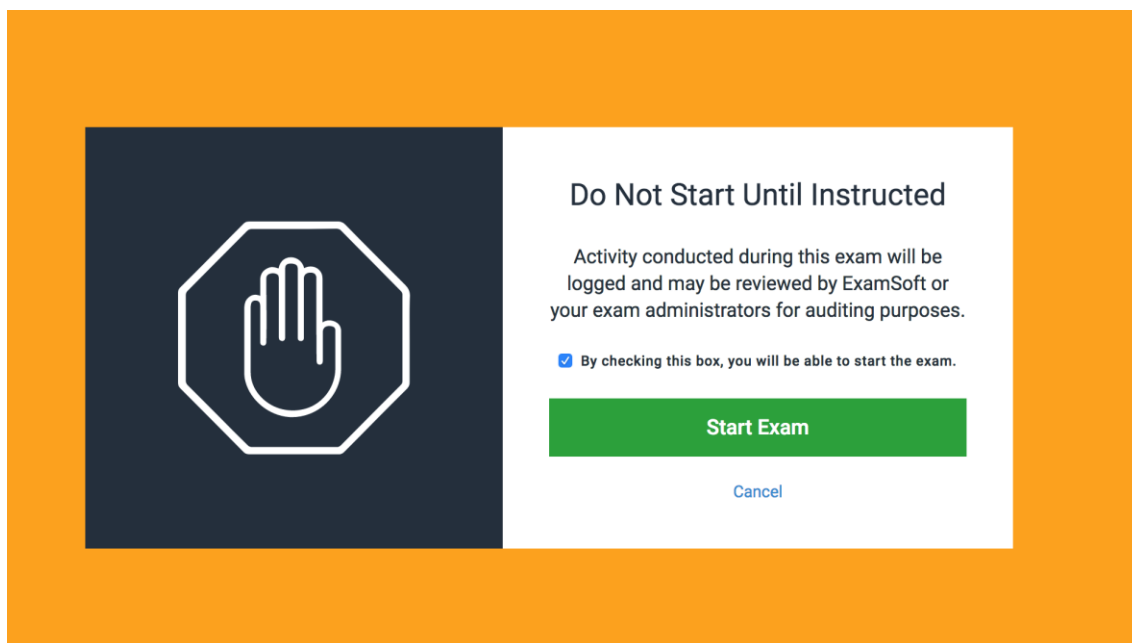 Do Not Start Until Instructed
Activity conducted during this exam will be
logged and may be reviewed by ExamSoft or
your exam administrators for auditing purposes.
By checking this box, you will be able to start the exam.
Start Exam
Cancel